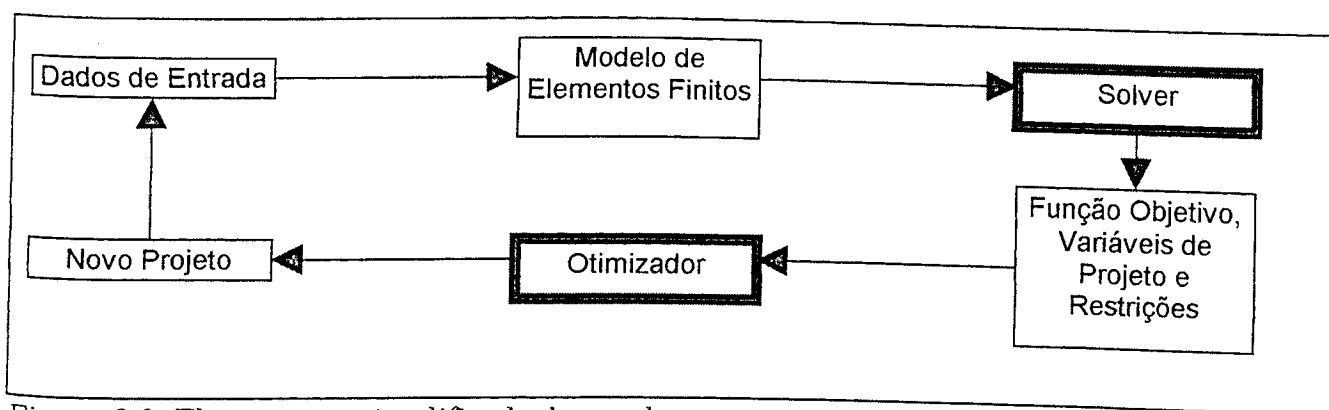 Dados de Entrada
Modelo de
Elementos Finitos
Solver
Função Objetivo,
Variáveis de
Projeto e
Restrições
Otimizador
Novo Projeto